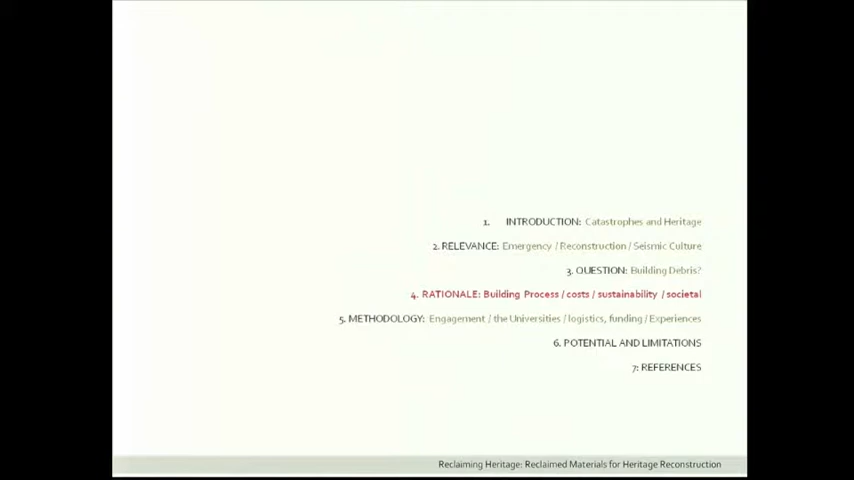 1. INTRODUCTION: Catastrophes and Heritage
2. RELEVANCE: Emergency / Reconstruction / Seismic Culture
3. QUESTION: Building Debris?
4. RATIONALE: Building Process / costs / sustainability / societal
5. METHODOLOGY: Engagement / the Universities / logistics, funding / Experiences
6. POTENTIAL AND LIMITATIONS
7: REFERENCES
Reclaiming Heritage: Reclaimed Materials for Heritage Reconstruction